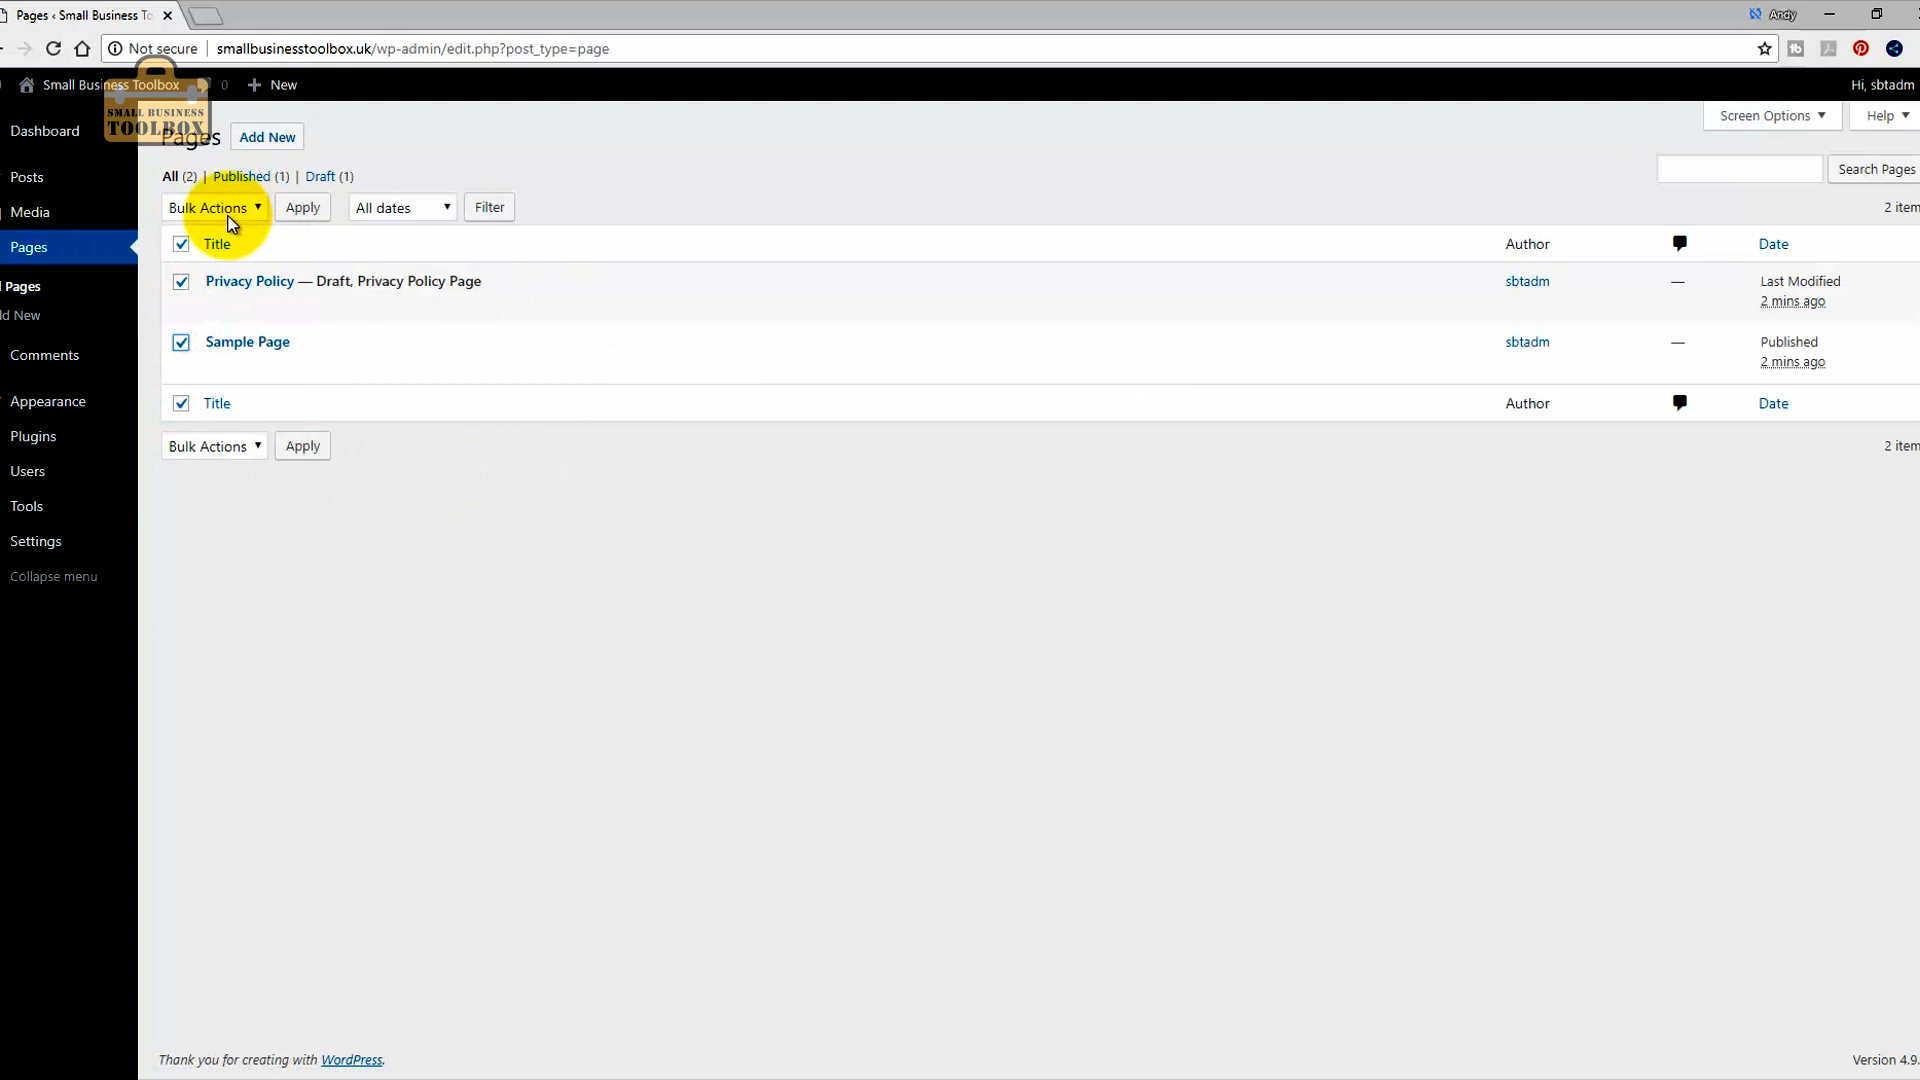 Pages ‹ Small Business To
Andy
Not secure smallbusinesstoolbox.uk/wp-admin/edit.php?post_type=page
Small Business Toolbox 0 + New
Hi, sbtadm
SMALL BUSINESS
TOOLBOX
Dashboard
Posts
Media
Pages
l Pages
dd New
Comments
Appearance
Plugins
Users
Tools
Settings
Collapse menu
Pages Add New
Screen Options Help
All (2) | Published (1) | Draft (1)
Search Pages
Bulk Actions Apply All dates Filter
2 item
Title Author Date
Privacy Policy — Draft, Privacy Policy Page sbtadm — Last Modified
2 mins ago
Sample Page sbtadm — Published
2 mins ago
Title Author Date
Bulk Actions Apply
2 item
Thank you for creating with WordPress.
Version 4.9.